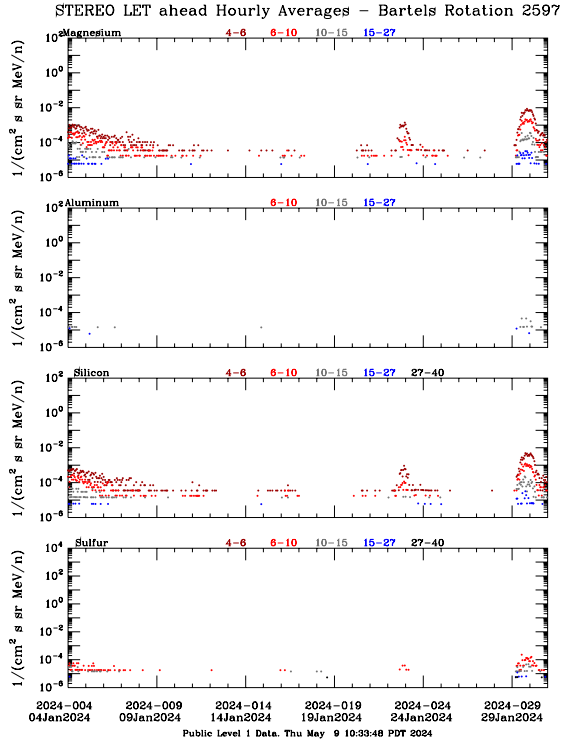 STEREO LET ahead Hourly Averages - Bartels Rotation 2597
Magnesium 4-6 6-10 10-15 15-27
10² 10⁰ 10⁻² 10⁻⁴ 10⁻⁶
1/(cm² s sr MeV/n)
Aluminum 6-10 10-15 15-27
10² 10⁰ 10⁻² 10⁻⁴ 10⁻⁶
1/(cm² s sr MeV/n)
Silicon 4-6 6-10 10-15 15-27 27-40
10² 10⁰ 10⁻² 10⁻⁴ 10⁻⁶
1/(cm² s sr MeV/n)
Sulfur 4-6 6-10 10-15 15-27 27-40
10⁴ 10² 10⁰ 10⁻² 10⁻⁴ 10⁻⁶
1/(cm² s sr MeV/n)
2024-004 2024-009 2024-014 2024-019 2024-024 2024-029
04Jan2024 09Jan2024 14Jan2024 19Jan2024 24Jan2024 29Jan2024
Public Level 1 Data. Thu May 9 10:33:48 PDT 2024